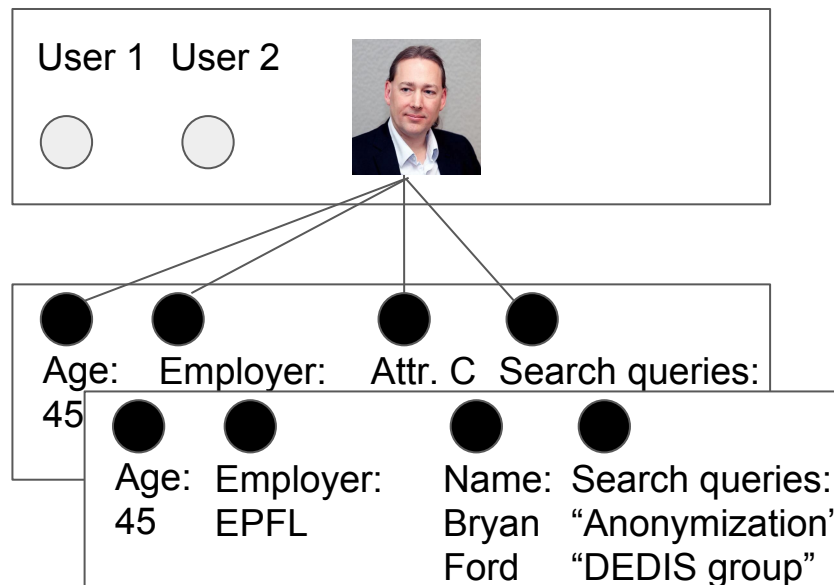 User 1 User 2
Age: Employer: Attr. C Search queries:
45
Age: Employer: Name: Search queries:
45 EPFL Bryan “Anonymization”
Ford “DEDIS group”